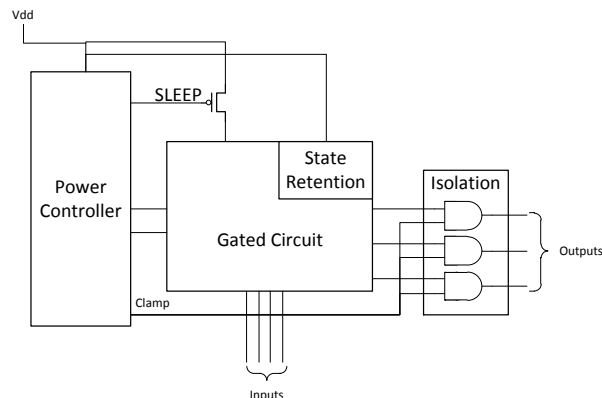 Vdd
SLEEP
State
Retention
Isolation
Power
Controller
Gated Circuit
Outputs
Clamp
Inputs